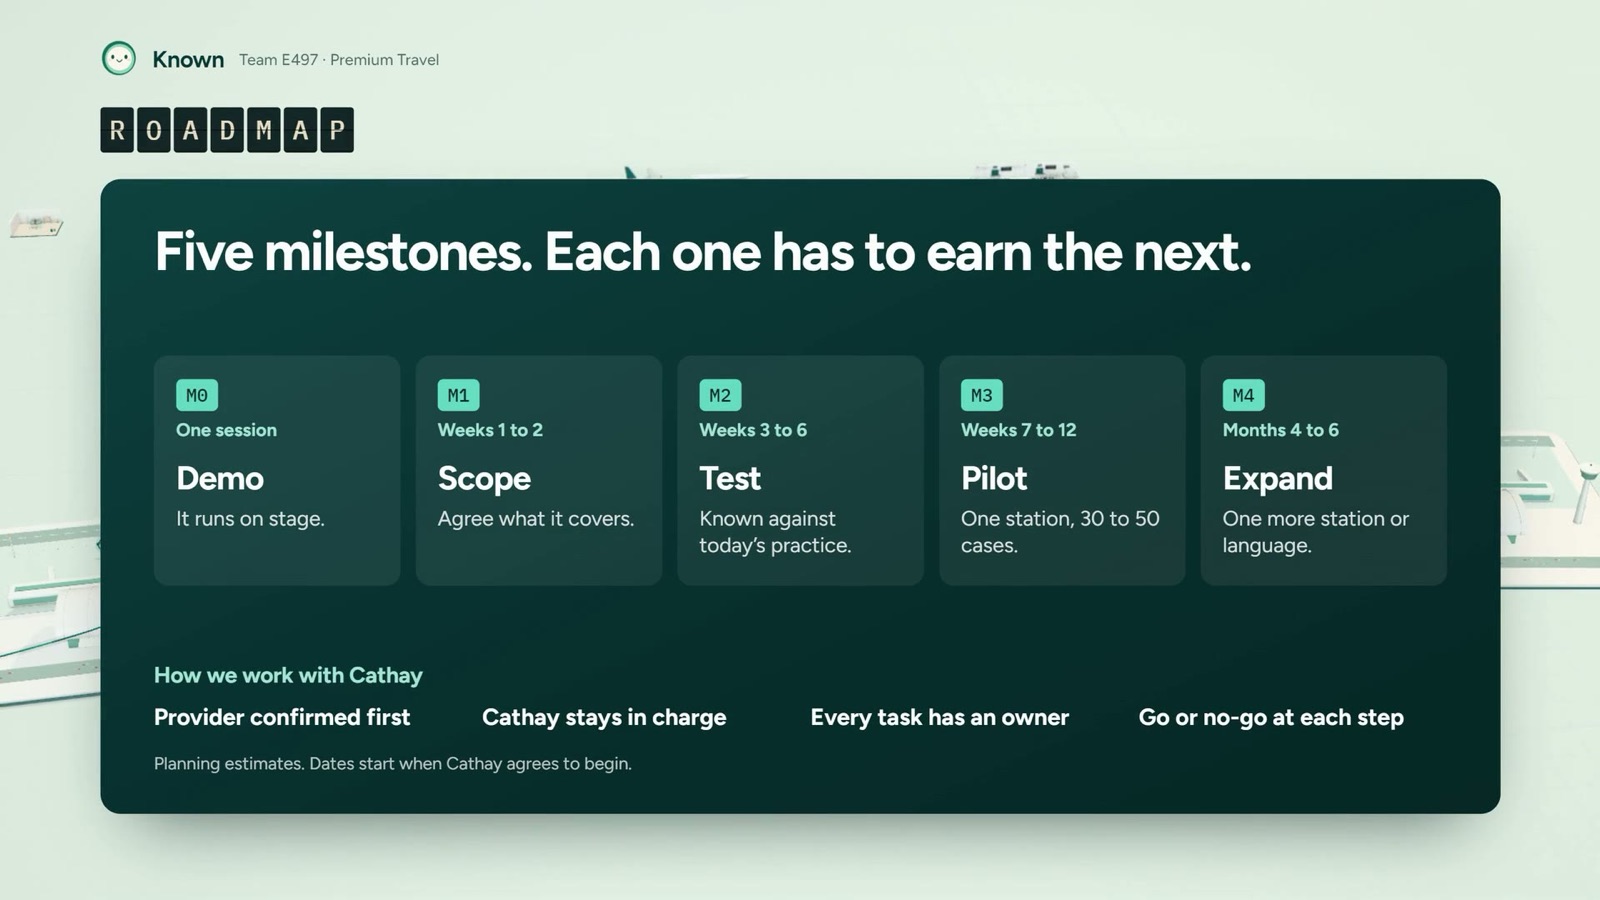 Known Team E497 · Premium Travel
ROADMAP
Five milestones. Each one has to earn the next.
M0
One session
Demo
It runs on stage.
M1
Weeks 1 to 2
Scope
Agree what it covers.
M2
Weeks 3 to 6
Test
Known against
today’s practice.
M3
Weeks 7 to 12
Pilot
One station, 30 to 50
cases.
M4
Months 4 to 6
Expand
One more station or
language.
How we work with Cathay
Provider confirmed first
Cathay stays in charge
Every task has an owner
Go or no-go at each step
Planning estimates. Dates start when Cathay agrees to begin.